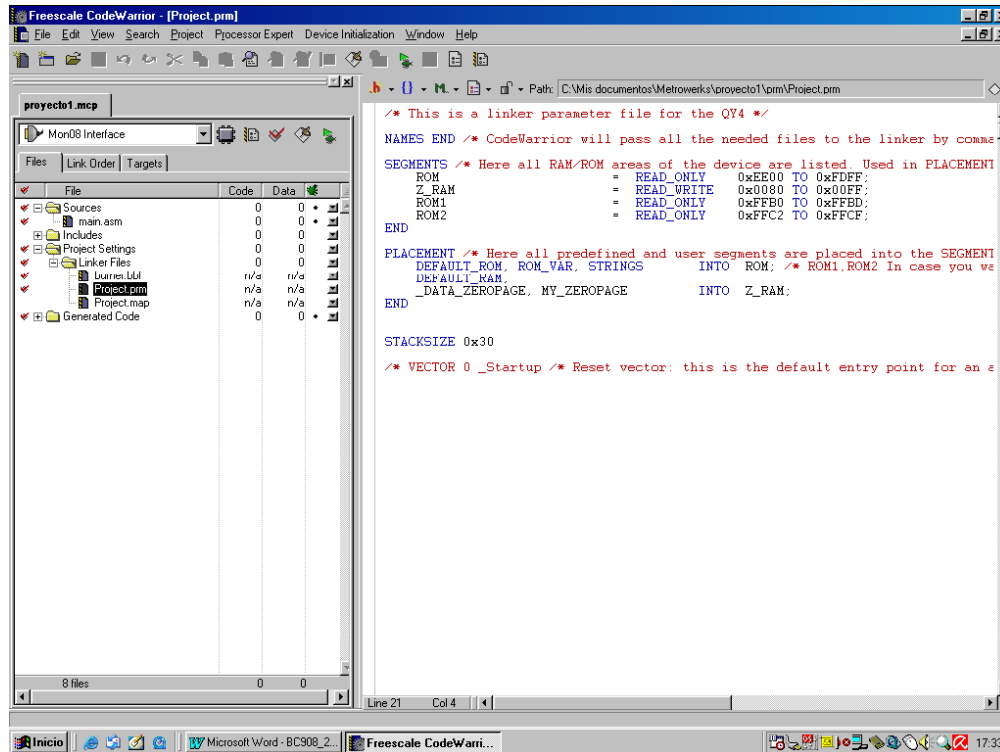 Freescale CodeWarrior - [Project.prm]
File Edit View Search Project Processor Expert Device Initialization Window Help
proyecto1.mcp
Path: C:\Mis documentos\Metrowerks\proyecto1\prm\Project.prm
Mon08 Interface
Files Link Order Targets
File Code Data
Sources 0 0
main.asm 0 0
Includes 0 0
Project Settings 0 0
Linker Files 0 0
burner.bbl n/a n/a
Project.prm n/a n/a
Project.map n/a n/a
Generated Code 0 0
8 files 0 0
/* This is a linker parameter file for the QY4 */
NAMES END /* CodeWarrior will pass all the needed files to the linker by comma
SEGMENTS /* Here all RAM/ROM areas of the device are listed. Used in PLACEMENT
ROM = READ_ONLY 0xEE00 TO 0xFDFF;
Z_RAM = READ_WRITE 0x0080 TO 0x00FF;
ROM1 = READ_ONLY 0xFFB0 TO 0xFFBD;
ROM2 = READ_ONLY 0xFFC2 TO 0xFFCF;
END
PLACEMENT /* Here all predefined and user segments are placed into the SEGMENT
DEFAULT_ROM, ROM_VAR, STRINGS INTO ROM; /* ROM1,ROM2 In case you wa
DEFAULT_RAM,
_DATA_ZEROPAGE, MY_ZEROPAGE INTO Z_RAM;
END
STACKSIZE 0x30
/* VECTOR 0 _Startup /* Reset vector: this is the default entry point for an a
Line 21 Col 4
Inicio Microsoft Word - BC908_2... Freescale CodeWarri...